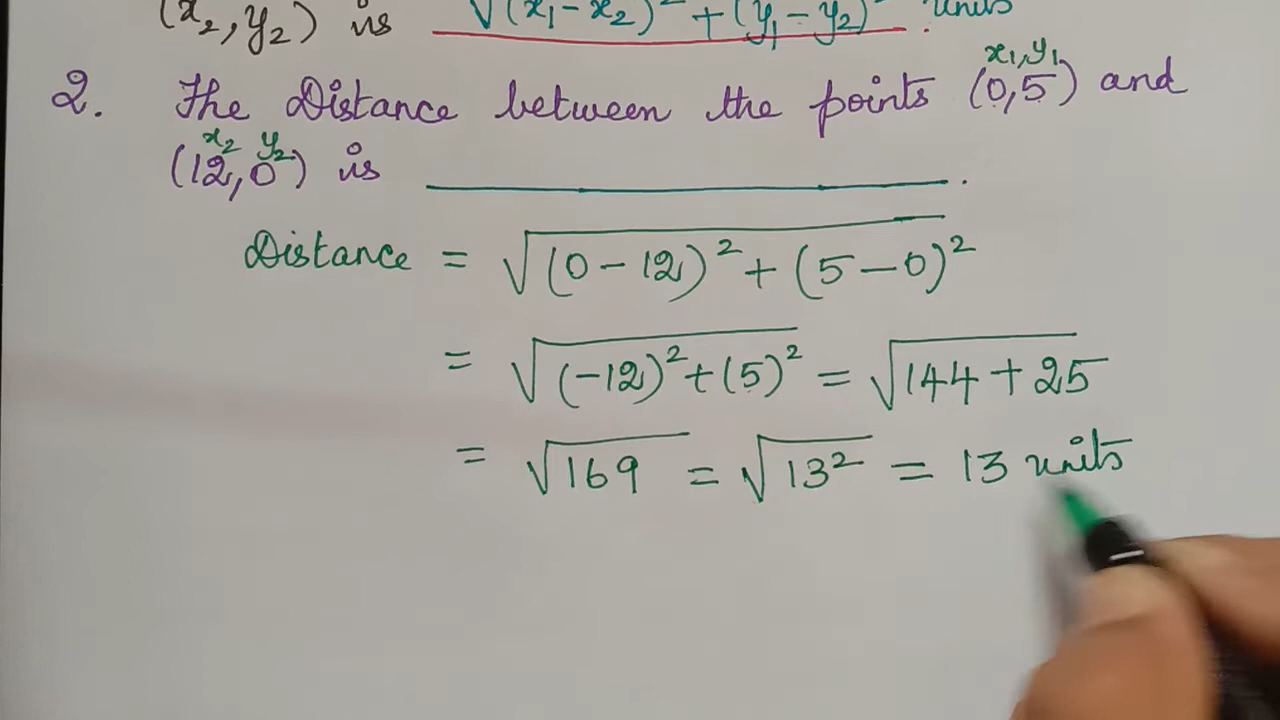 (x₂, y₂) is √(x₁ − x₂)² + (y₁ − y₂)² units
x₁, y₁
2. The Distance between the points (0,5) and
x₂ y₂
(12,0) is ____________.
Distance = √(0 − 12)² + (5 − 0)²
= √(−12)² + (5)² = √144 + 25
= √169 = √13² = 13 units